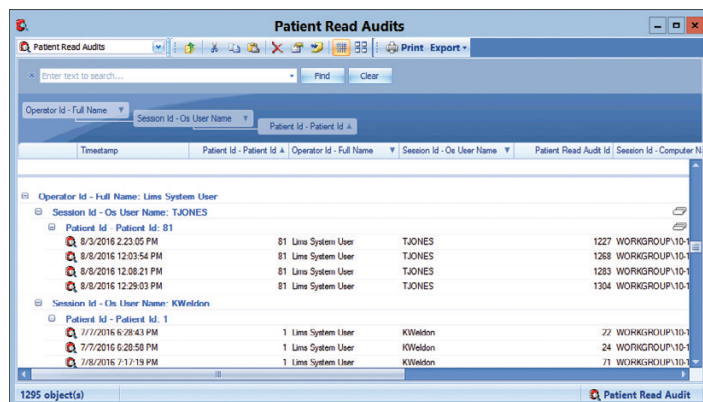 Patient Read Audits
Patient Read Audits Print Export
Enter text to search... Find Clear
Operator Id - Full Name
Session Id - Os User Name
Patient Id - Patient Id
Timestamp Patient Id - Patient Id Operator Id - Full Name Session Id - Os User Name Patient Read Audit Id Session Id - Computer N
Operator Id - Full Name: Lims System User
Session Id - Os User Name: TJONES
Patient Id - Patient Id: 81
8/3/2016 2:23:05 PM 81 Lims System User TJONES 1227 WORKGROUP\10-1
8/8/2016 12:03:54 PM 81 Lims System User TJONES 1268 WORKGROUP\10-1
8/8/2016 12:08:21 PM 81 Lims System User TJONES 1283 WORKGROUP\10-1
8/8/2016 12:29:03 PM 81 Lims System User TJONES 1304 WORKGROUP\10-1
Session Id - Os User Name: KWeldon
Patient Id - Patient Id: 1
7/7/2016 6:28:43 PM 1 Lims System User KWeldon 22 WORKGROUP\10-1
7/7/2016 6:28:58 PM 1 Lims System User KWeldon 24 WORKGROUP\10-1
7/8/2016 7:17:19 PM 1 Lims System User KWeldon 71 WORKGROUP\10-1
1295 object(s) Patient Read Audit